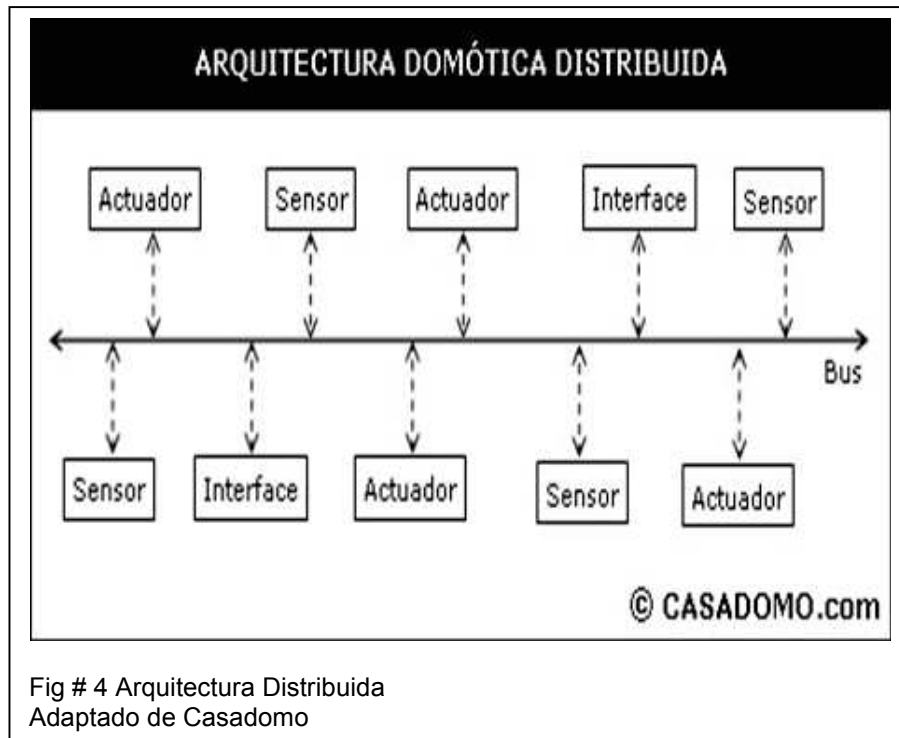 ARQUITECTURA DOMÓTICA DISTRIBUIDA
Actuador
Sensor
Actuador
Interface
Sensor
Bus
Sensor
Interface
Actuador
Sensor
Actuador
© CASADOMO.com
Fig # 4 Arquitectura Distribuida
Adaptado de Casadomo